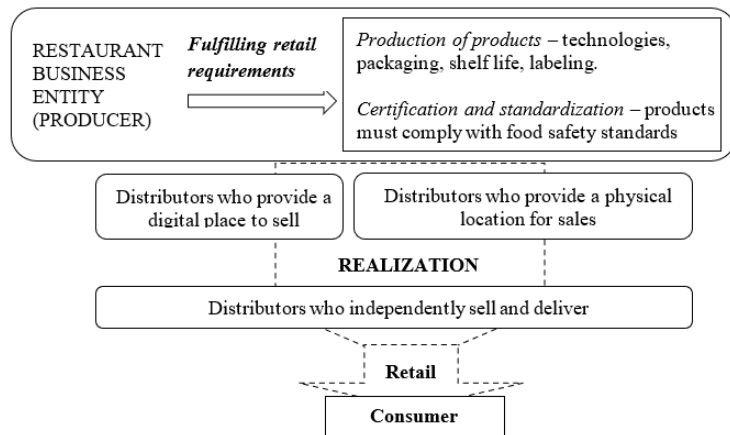 RESTAURANT
BUSINESS
ENTITY
(PRODUCER)
Fulfilling retail
requirements
Production of products – technologies,
packaging, shelf life, labeling.
Certification and standardization – products
must comply with food safety standards
Distributors who provide a
digital place to sell
Distributors who provide a physical
location for sales
REALIZATION
Distributors who independently sell and deliver
Retail
Consumer